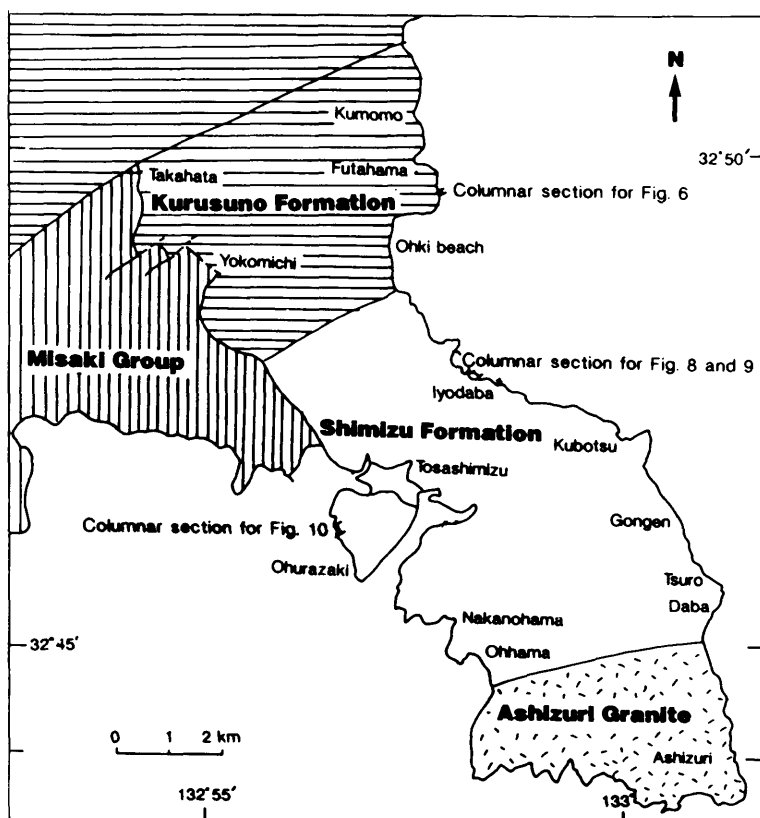 N
Kumomo
32°50′
Takahata
Futahama
Columnar section for Fig. 6
Kurusuno Formation
Ohki beach
Yokomichi
Misaki Group
Columnar section for Fig. 8 and 9
Iyodaba
Shimizu Formation
Kubotsu
Tosashimizu
Columnar section for Fig. 10
Gongen
Ohurazaki
Tsuro
Daba
Nakanohama
32°45′
Ohhama
Ashizuri Granite
0 1 2 km
Ashizuri
132°55′
133°